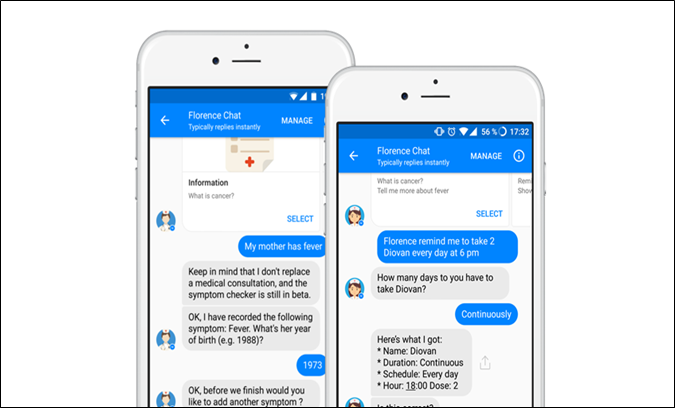 Florence Chat
Typically replies instantly
MANAGE
Information
What is cancer?
SELECT
My mother has fever
Keep in mind that I don't replace
a medical consultation, and the
symptom checker is still in beta.
OK, I have recorded the following
symptom: Fever. What's her year
of birth (e.g. 1988)?
1973
OK, before we finish would you
like to add another symptom ?
56 % 17:32
Florence Chat
Typically replies instantly
MANAGE
What is cancer?
Tell me more about fever
SELECT
Florence remind me to take 2
Diovan every day at 6 pm
How many days to you have to
take Diovan?
Continuously
Here's what I got:
* Name: Diovan
* Duration: Continuous
* Schedule: Every day
* Hour: 18:00 Dose: 2
Is this correct?